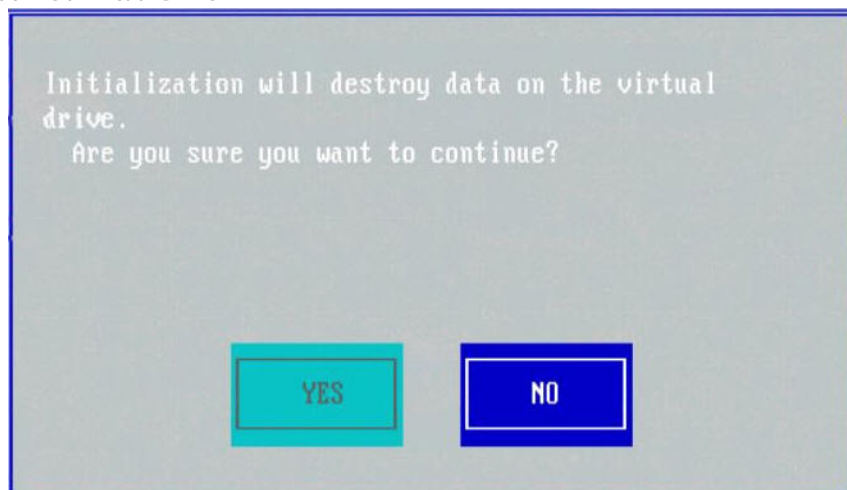 Initialization will destroy data on the virtual
drive.
Are you sure you want to continue?
YES
NO